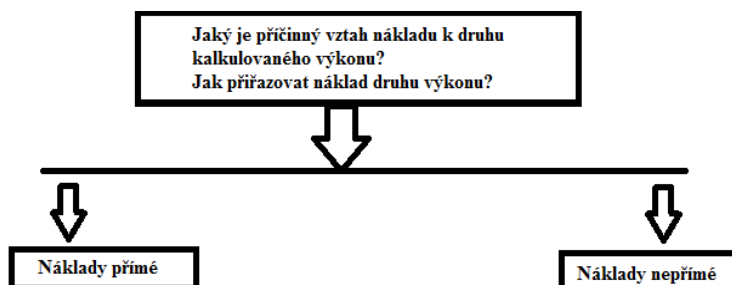 Jaký je příčinný vztah nákladu k druhu
kalkulovaného výkonu?
Jak přiřazovat náklad druhu výkonu?
Náklady přímé
Náklady nepřímé